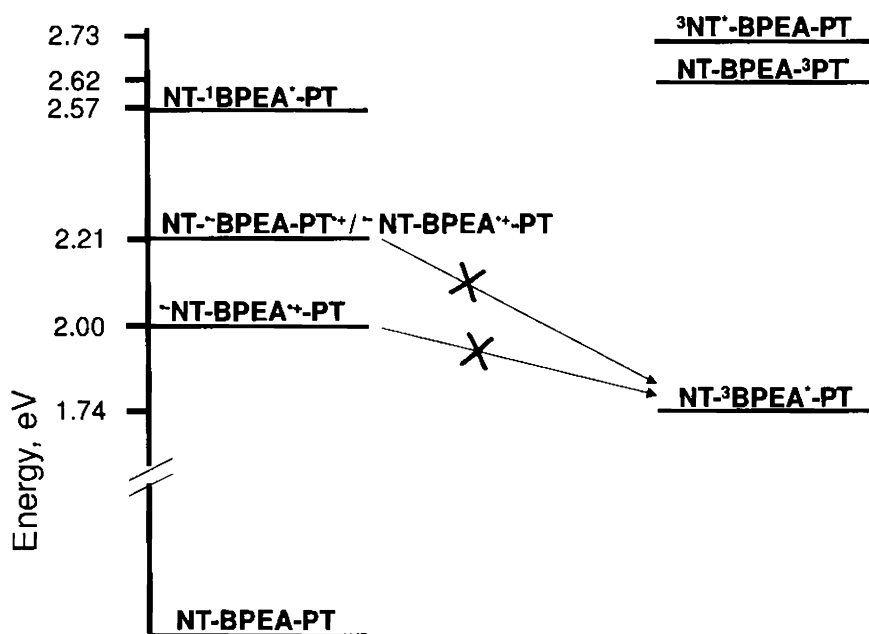 2.73
³NT*-BPEA-PT
2.62
NT-BPEA-³PT*
2.57
NT-¹BPEA*-PT
NT-•-BPEA-PT•+/ •- NT-BPEA•+-PT
2.21
•-NT-BPEA•+-PT
2.00
NT-³BPEA*-PT
1.74
Energy, eV
NT-BPEA-PT